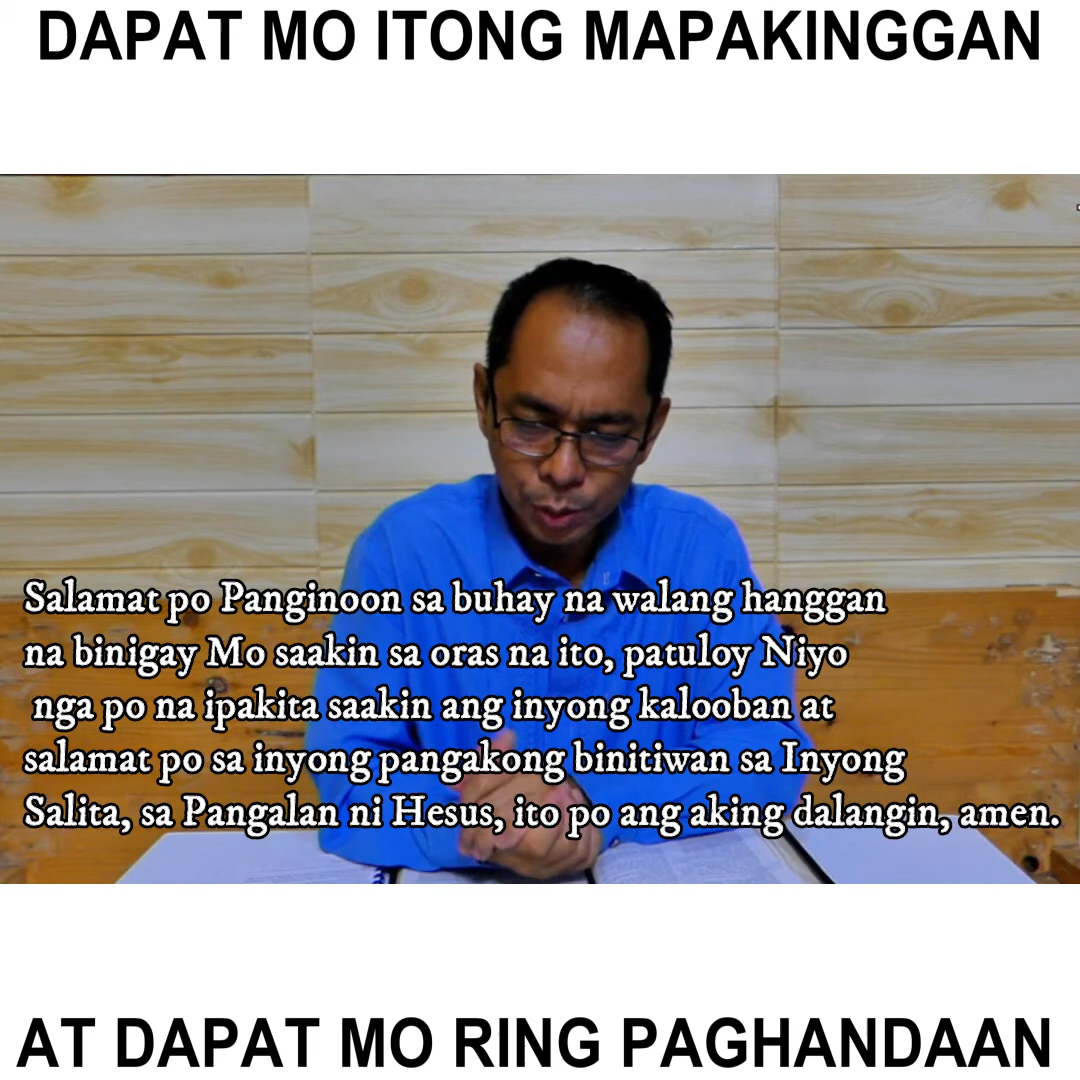 DAPAT MO ITONG MAPAKINGGAN
Salamat po Panginoon sa buhay na walang hanggan
na binigay Mo saakin sa oras na ito, patuloy Niyo
nga po na ipakita saakin ang inyong kalooban at
salamat po sa inyong pangakong binitiwan sa Inyong
Salita, sa Pangalan ni Hesus, ito po ang aking dalangin, amen.
AT DAPAT MO RING PAGHANDAAN